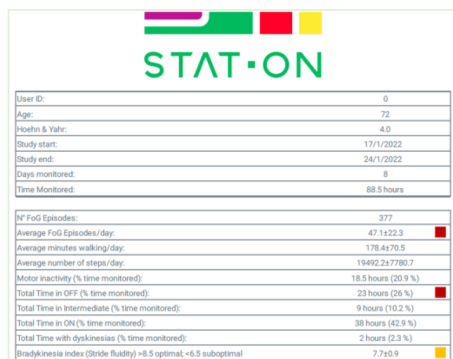 STAT·ON
User ID: 0
Age: 72
Hoehn & Yahr: 4.0
Study start: 17/1/2022
Study end: 24/1/2022
Days monitored: 8
Time Monitored: 88.5 hours
N° FoG Episodes: 377
Average FoG Episodes/day: 47.1±22.3
Average minutes walking/day: 178.4±70.5
Average number of steps/day: 19492.2±7780.7
Motor inactivity (% time monitored): 18.5 hours (20.9 %)
Total Time in OFF (% time monitored): 23 hours (26 %)
Total Time in Intermediate (% time monitored): 9 hours (10.2 %)
Total Time in ON (% time monitored): 38 hours (42.9 %)
Total Time with dyskinesias (% time monitored): 2 hours (2.3 %)
Bradykinesia index (Stride fluidity) >8.5 optimal; <6.5 suboptimal 7.7±0.9